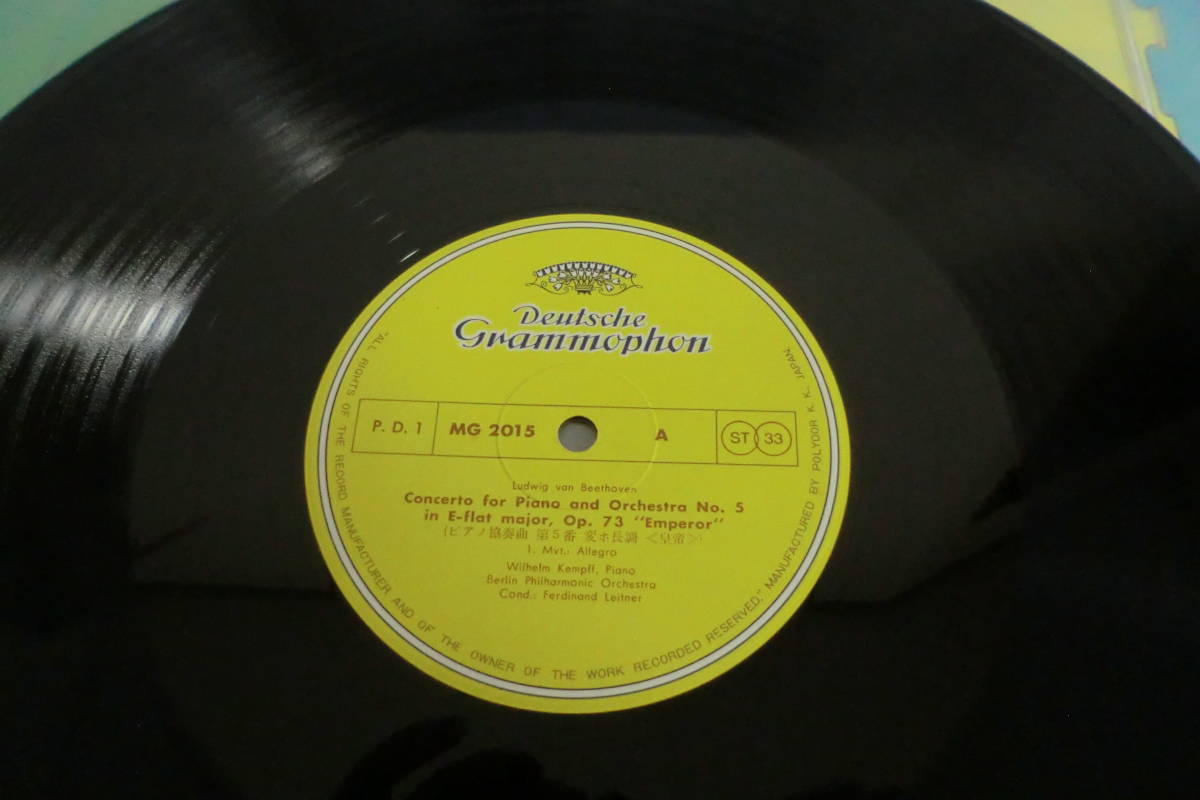 Deutsche
Grammophon
P. D. 1 MG 2015 A ST 33
Ludwig van Beethoven
Concerto for Piano and Orchestra No. 5
in E-flat major, Op. 73 "Emperor"
(ピアノ協奏曲 第5番 変ホ長調 <皇帝>)
1. Mvt.: Allegro
Wilhelm Kempff, Piano
Berlin Philharmonic Orchestra
Cond.: Ferdinand Leitner
"ALL RIGHTS OF THE RECORD MANUFACTURER AND OF THE OWNER OF THE WORK RECORDED RESERVED." MANUFACTURED BY POLYDOR K. K., JAPAN.